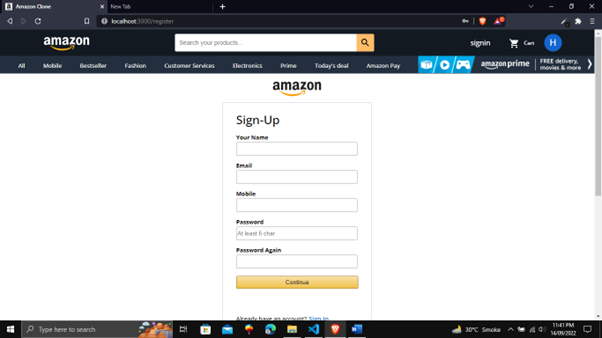 Amazon Clone
New Tab
localhost:3000/register
amazon
Search your products...
signin
Cart
H
All Mobile Bestseller Fashion Customer Services Electronics Prime Today's deal Amazon Pay
amazon prime
FREE delivery,
movies & more
amazon
Sign-Up
Your Name
Email
Mobile
Password
At least 6 char
Password Again
Continue
Already have an account? Sign In
Type here to search
30°C Smoke
11:41 PM
14/09/2022